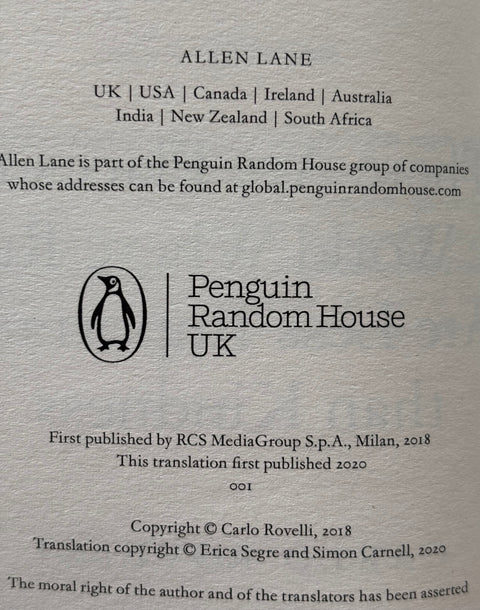 ALLEN LANE
UK | USA | Canada | Ireland | Australia
India | New Zealand | South Africa
Allen Lane is part of the Penguin Random House group of companies
whose addresses can be found at global.penguinrandomhouse.com
Penguin
Random House
UK
First published by RCS MediaGroup S.p.A., Milan, 2018
This translation first published 2020
001
Copyright © Carlo Rovelli, 2018
Translation copyright © Erica Segre and Simon Carnell, 2020
The moral right of the author and of the translators has been asserted